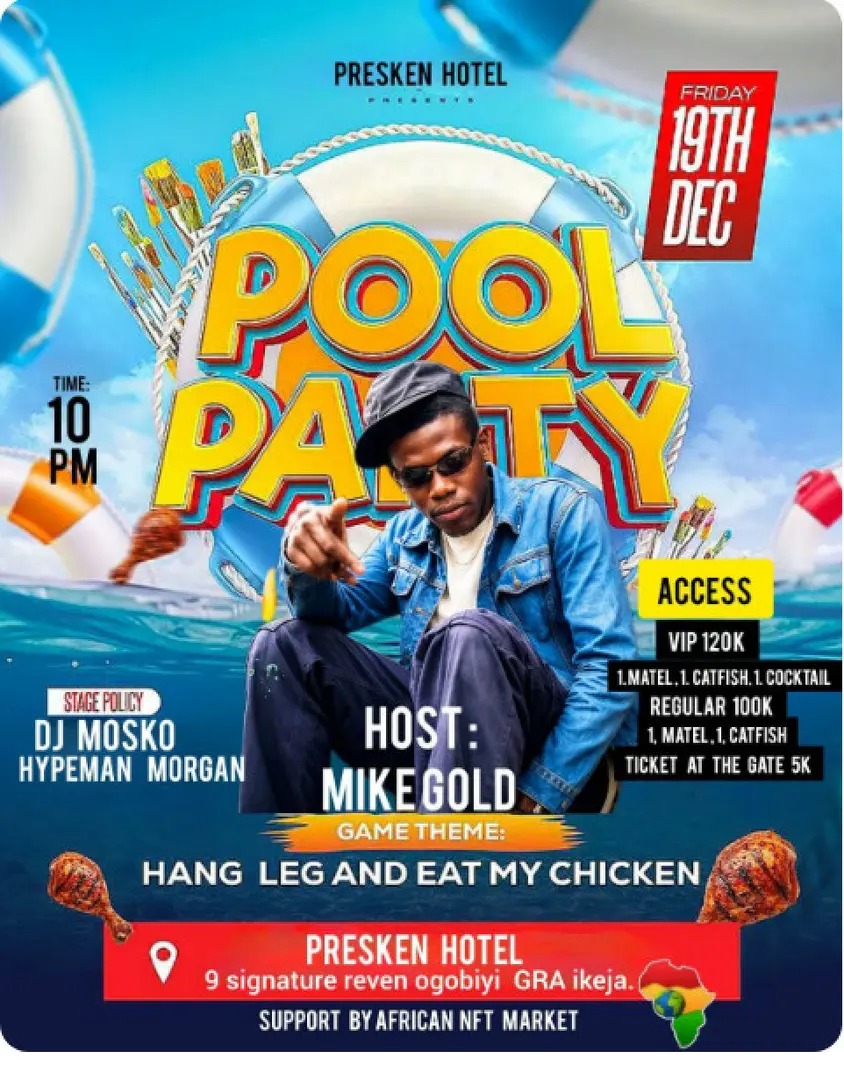 PRESKEN HOTEL
PRESENTS
FRIDAY
19TH
DEC
POOL
PARTY
TIME:
10
PM
ACCESS
VIP 120K
1.MATEL.,1. CATFISH.1. COCKTAIL
REGULAR 100K
1, MATEL .,1, CATFISH
TICKET AT THE GATE 5K
STAGE POLICY
DJ MOSKO
HYPEMAN MORGAN
HOST:
MIKEGOLD
GAME THEME:
HANG LEG AND EAT MY CHICKEN
PRESKEN HOTEL
9 signature reven ogobiyi GRA ikeja.
SUPPORT BY AFRICAN NFT MARKET